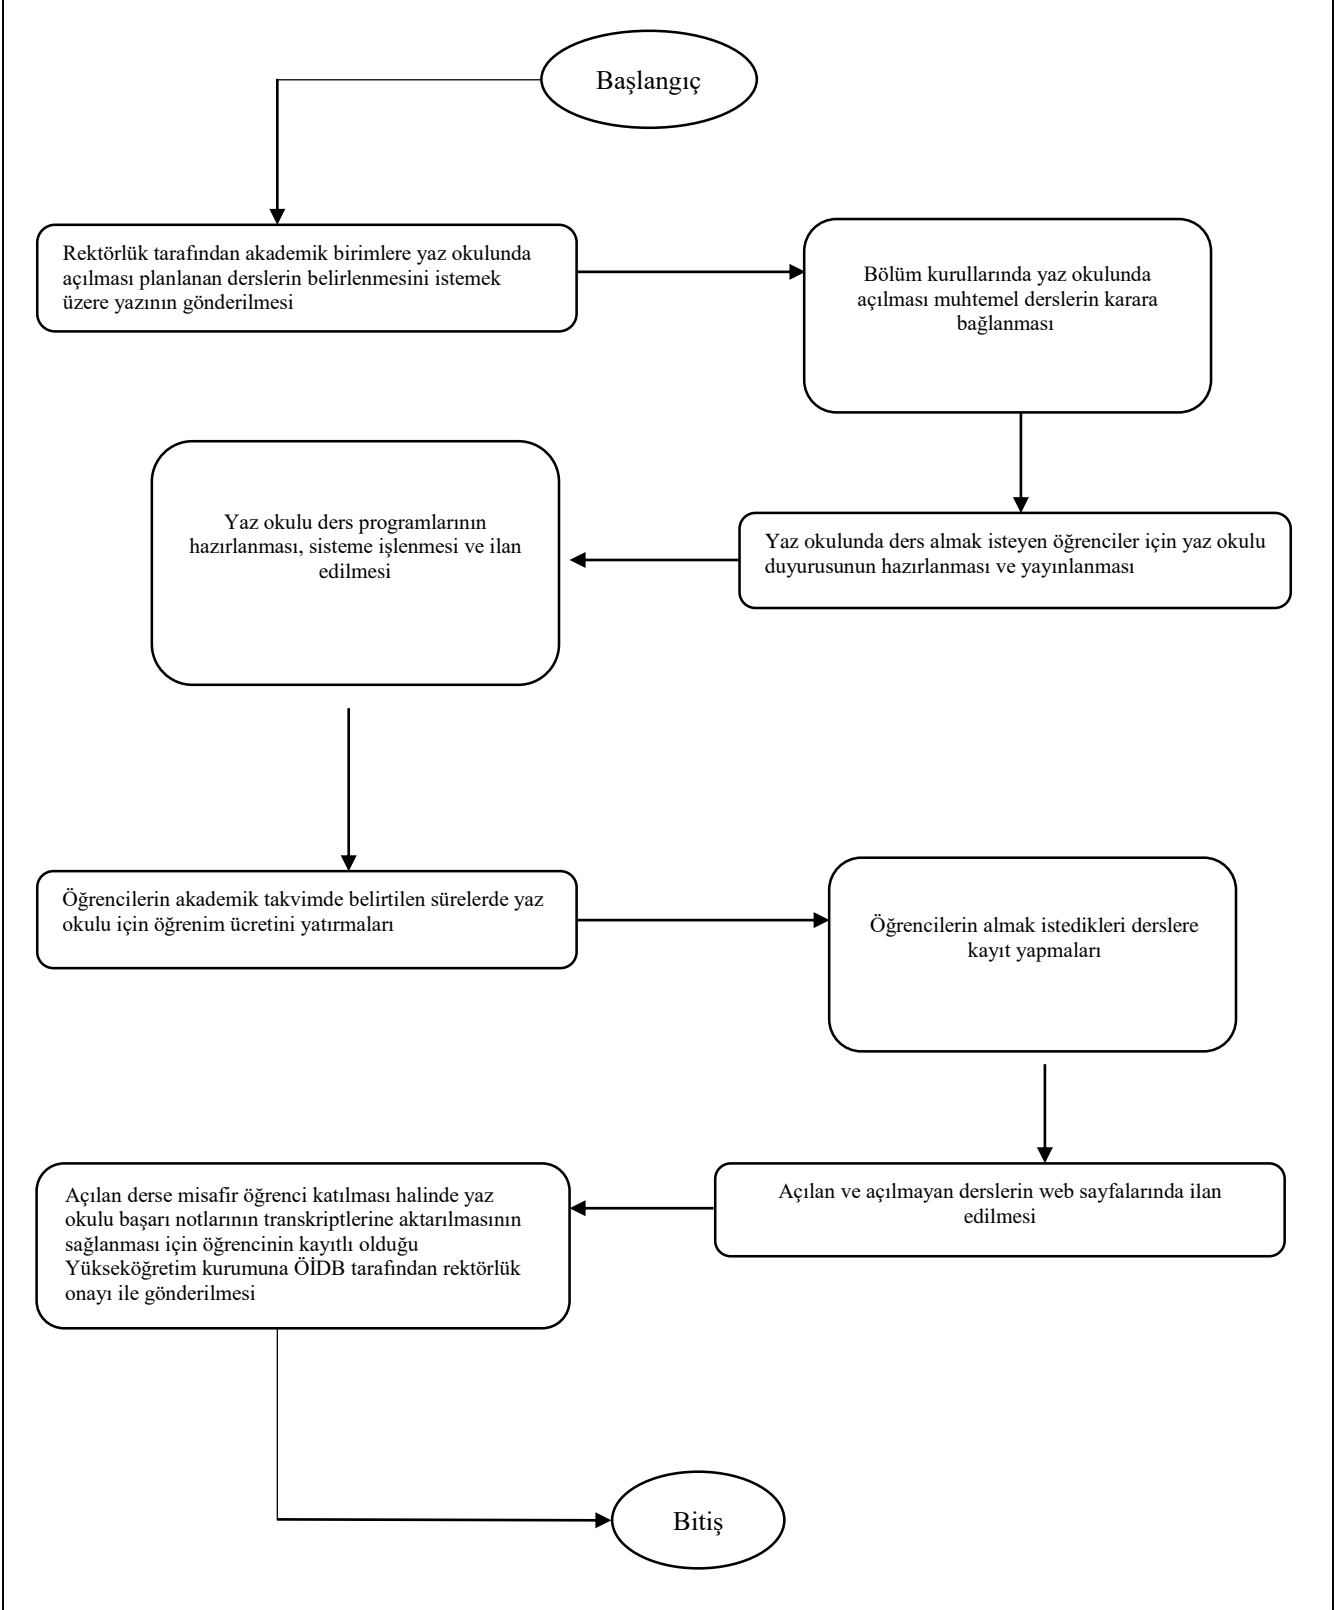 Başlangıç
Rektörlük tarafından akademik birimlere yaz okulunda
açılması planlanan derslerin belirlenmesini istemek
üzere yazının gönderilmesi
Bölüm kurullarında yaz okulunda
açılması muhtemel derslerin karara
bağlanması
Yaz okulunda ders almak isteyen öğrenciler için yaz okulu
duyurusunun hazırlanması ve yayınlanması
Yaz okulu ders programlarının
hazırlanması, sisteme işlenmesi ve ilan
edilmesi
Öğrencilerin akademik takvimde belirtilen sürelerde yaz
okulu için öğrenim ücretini yatırmaları
Öğrencilerin almak istedikleri derslere
kayıt yapmaları
Açılan ve açılmayan derslerin web sayfalarında ilan
edilmesi
Açılan derse misafir öğrenci katılması halinde yaz
okulu başarı notlarının transkriptlerine aktarılmasının
sağlanması için öğrencinin kayıtlı olduğu
Yükseköğretim kurumuna ÖİDB tarafından rektörlük
onayı ile gönderilmesi
Bitiş